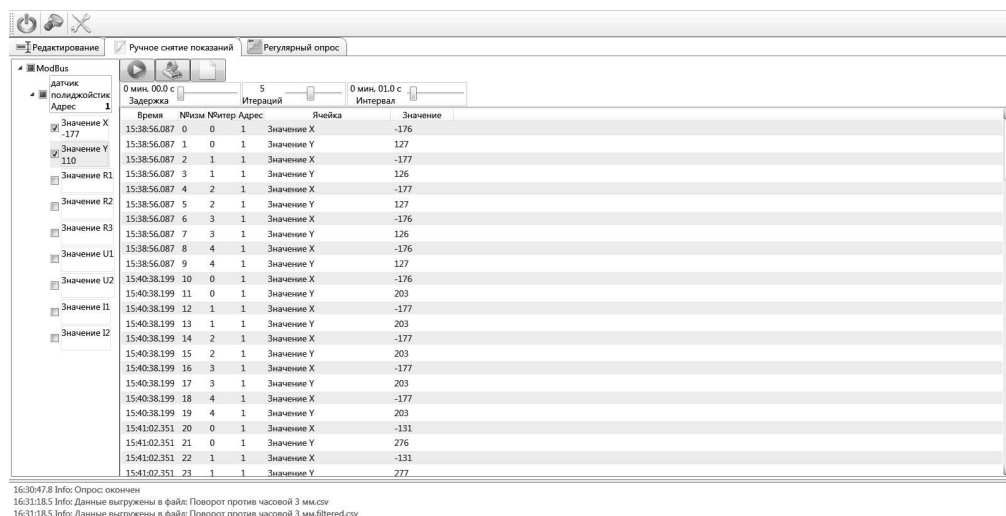 Редактирование Ручное снятие показаний Регулярный опрос
ModBus
датчик
полиджойстик
Адрес 1
Значение X
-177
Значение Y
110
Значение R1
Значение R2
Значение R3
Значение U1
Значение U2
Значение I1
Значение I2
0 мин, 00.0 с 5 0 мин, 01.0 с
Задержка Итераций Интервал
Время №изм №итер Адрес Ячейка Значение
15:38:56.087 0 0 1 Значение X -176
15:38:56.087 1 0 1 Значение Y 127
15:38:56.087 2 1 1 Значение X -177
15:38:56.087 3 1 1 Значение Y 126
15:38:56.087 4 2 1 Значение X -177
15:38:56.087 5 2 1 Значение Y 127
15:38:56.087 6 3 1 Значение X -176
15:38:56.087 7 3 1 Значение Y 126
15:38:56.087 8 4 1 Значение X -176
15:38:56.087 9 4 1 Значение Y 127
15:40:38.199 10 0 1 Значение X -176
15:40:38.199 11 0 1 Значение Y 203
15:40:38.199 12 1 1 Значение X -177
15:40:38.199 13 1 1 Значение Y 203
15:40:38.199 14 2 1 Значение X -177
15:40:38.199 15 2 1 Значение Y 203
15:40:38.199 16 3 1 Значение X -177
15:40:38.199 17 3 1 Значение Y 203
15:40:38.199 18 4 1 Значение X -177
15:40:38.199 19 4 1 Значение Y 203
15:41:02.351 20 0 1 Значение X -131
15:41:02.351 21 0 1 Значение Y 276
15:41:02.351 22 1 1 Значение X -131
15:41:02.351 23 1 1 Значение Y 277
16:30:47.8 Info: Опрос окончен
16:31:18.5 Info: Данные выгружены в файл: Поворот против часовой 3 мм.csv
16:31:18.5 Info: Данные выгружены в файл: Поворот против часовой 3 мм.filtered.csv